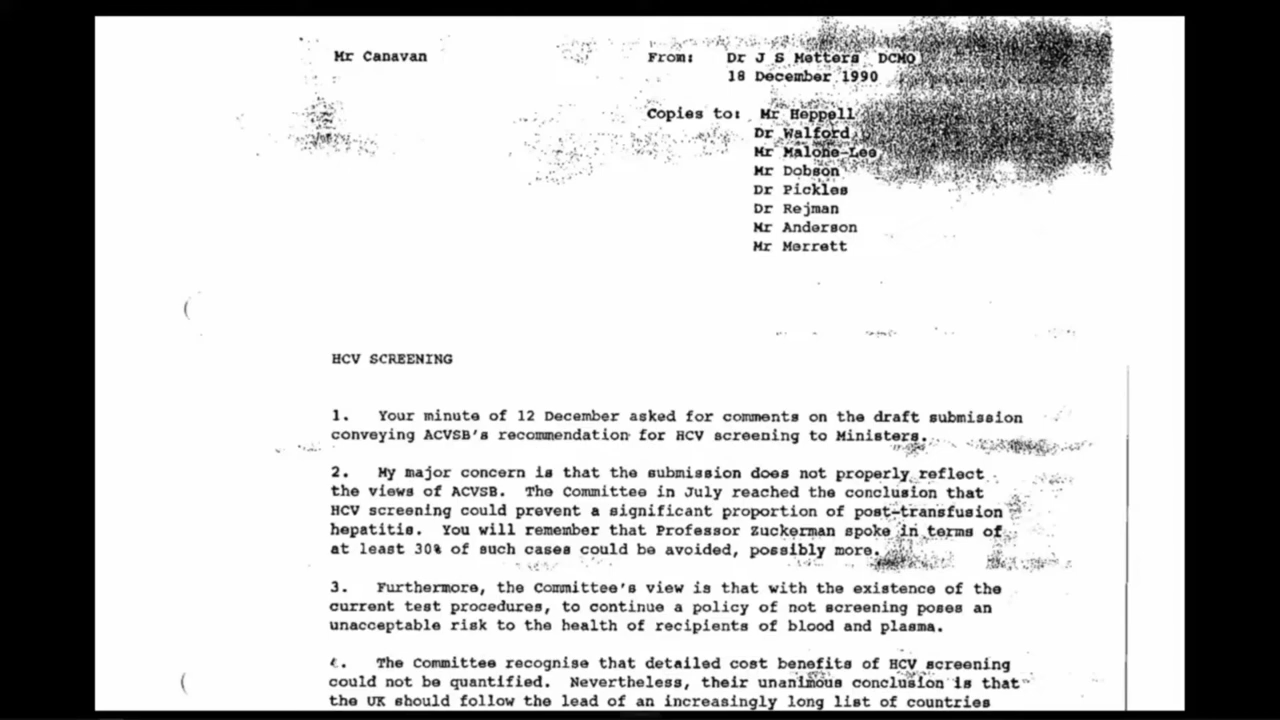 Mr Canavan
From: Dr J S Metters DCMO
18 December 1990
Copies to: Mr Heppell
Dr Walford
Mr Malone-Lee
Mr Dobson
Dr Pickles
Dr Rejman
Mr Anderson
Mr Merrett
HCV SCREENING
1. Your minute of 12 December asked for comments on the draft submission
conveying ACVSB's recommendation for HCV screening to Ministers.
2. My major concern is that the submission does not properly reflect
the views of ACVSB. The Committee in July reached the conclusion that
HCV screening could prevent a significant proportion of post-transfusion
hepatitis. You will remember that Professor Zuckerman spoke in terms of
at least 30% of such cases could be avoided, possibly more.
3. Furthermore, the Committee's view is that with the existence of the
current test procedures, to continue a policy of not screening poses an
unacceptable risk to the health of recipients of blood and plasma.
4. The Committee recognise that detailed cost benefits of HCV screening
could not be quantified. Nevertheless, their unanimous conclusion is that
the UK should follow the lead of an increasingly long list of countries